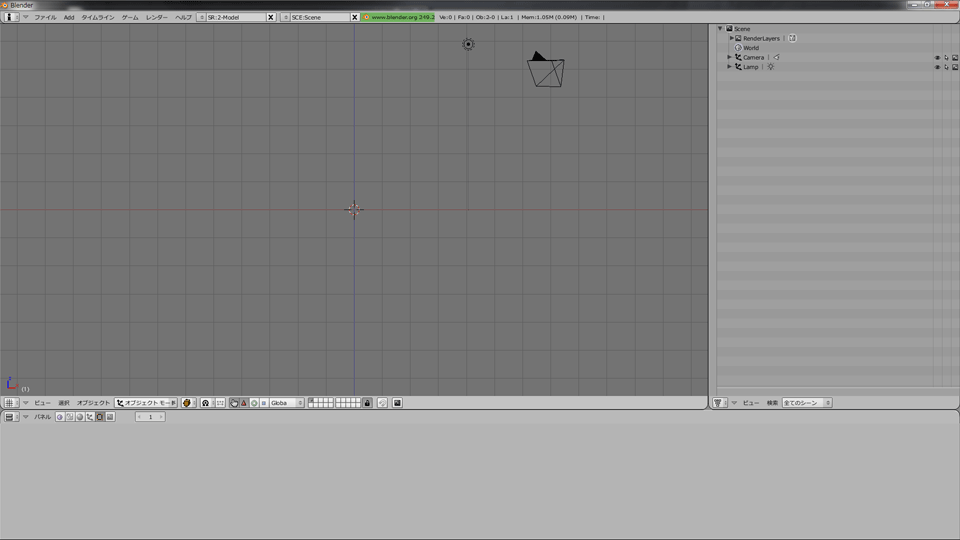 Blender
ファイル Add タイムライン ゲーム レンダー ヘルプ SR:2-Model SCE:Scene www.blender.org 249.2 Ve:0 | Fa:0 | Ob:2-0 | La:1 | Mem:1.05M (0.09M) | Time: |
Scene
RenderLayers |
World
Camera |
Lamp |
(1)
ビュー 選択 オブジェクト オブジェクト モード Globa
ビュー 検索 全てのシーン
パネル 1